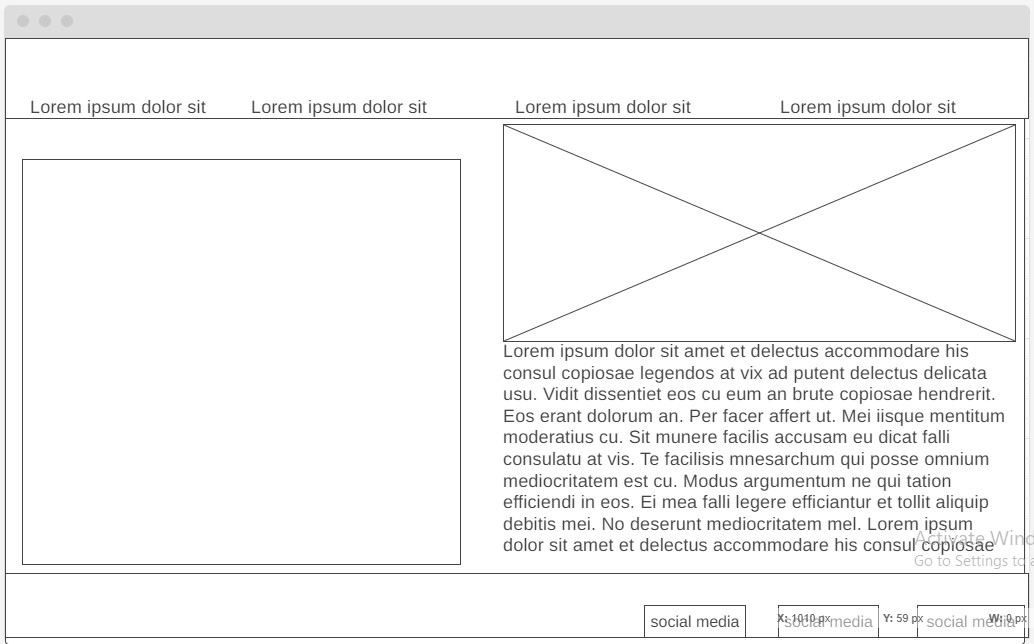 Lorem ipsum dolor sit Lorem ipsum dolor sit Lorem ipsum dolor sit Lorem ipsum dolor sit
Lorem ipsum dolor sit amet et delectus accommodare his
consul copiosae legendos at vix ad putent delectus delicata
usu. Vidit dissentiet eos cu eum an brute copiosae hendrerit.
Eos erant dolorum an. Per facer affert ut. Mei iisque mentitum
moderatius cu. Sit munere facilis accusam eu dicat falli
consulatu at vis. Te facilisis mnesarchum qui posse omnium
mediocritatem est cu. Modus argumentum ne qui tation
efficiendi in eos. Ei mea falli legere efficiantur et tollit aliquip
debitis mei. No deserunt mediocritatem mel. Lorem ipsum
dolor sit amet et delectus accommodare his consul copiosae
Activate Wind
Go to Settings to a
social media social media social media
X: 1010 px Y: 59 px W: 0 px